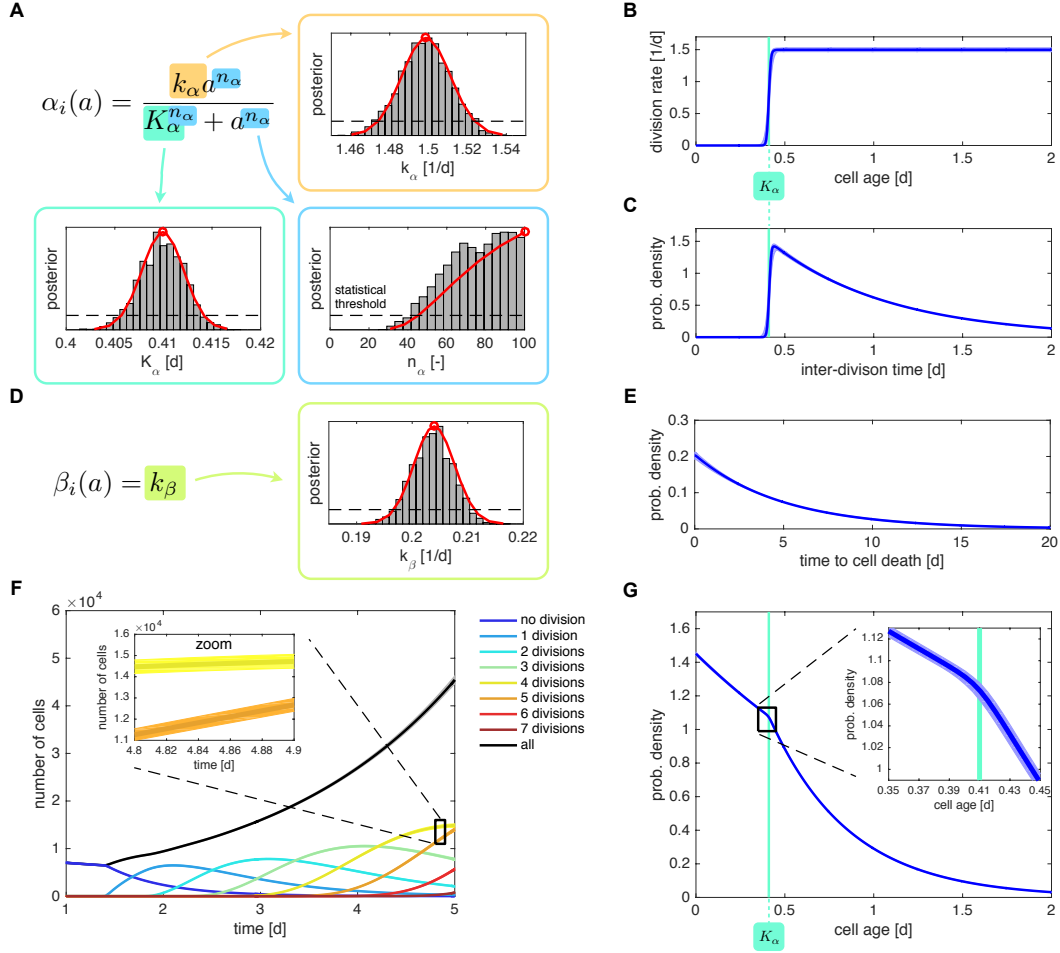 A
α_i(a) = k_α a^{n_α} / (K_α^{n_α} + a^{n_α})
posterior
1.46 1.48 1.5 1.52 1.54
k_α [1/d]
posterior
0.4 0.405 0.41 0.415 0.42
K_α [d]
posterior
statistical
threshold
0 20 40 60 80 100
n_α [-]
B
division rate [1/d]
1.5
1.0
0.5
0
0 0.5 1 1.5 2
cell age [d]
K_α
C
prob. density
1.5
1.0
0.5
0
0 0.5 1 1.5 2
inter-divison time [d]
D
β_i(a) = k_β
posterior
0.19 0.2 0.21 0.22
k_β [1/d]
E
prob. density
0.3
0.2
0.1
0
0 5 10 15 20
time to cell death [d]
F
×10^4
number of cells
6
5
4
3
2
1
0
1 2 3 4 5
time [d]
zoom
×10^4
number of cells
1.6
1.5
1.4
1.3
1.2
1.1
4.8 4.82 4.84 4.86 4.88 4.9
time [d]
no division
1 division
2 divisions
3 divisions
4 divisions
5 divisions
6 divisions
7 divisions
all
G
prob. density
1.6
1.4
1.2
1.0
0.8
0.6
0.4
0.2
0
0 0.5 1 1.5 2
cell age [d]
K_α
prob. density
1.12
1.1
1.08
1.06
1.04
1.02
1
0.35 0.37 0.39 0.41 0.43 0.45
cell age [d]